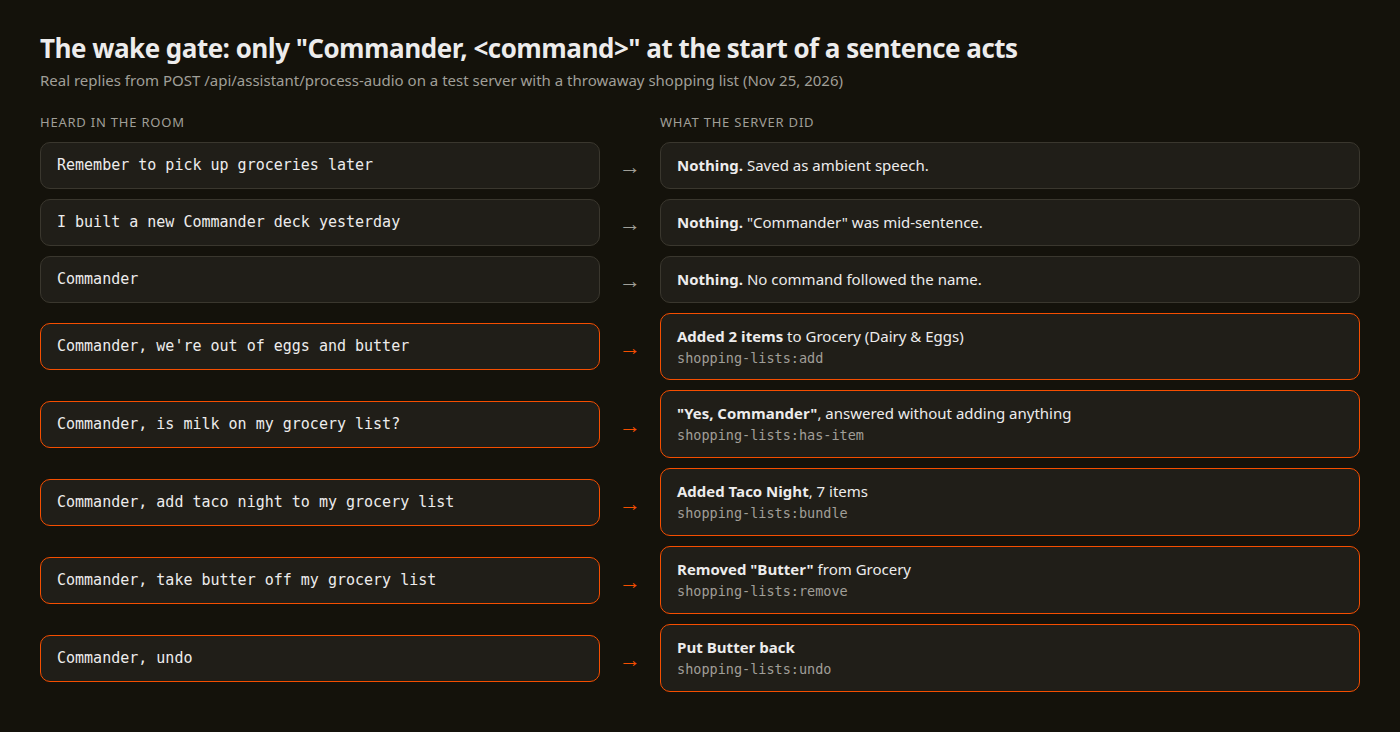 The wake gate: only "Commander, <command>" at the start of a sentence acts
Real replies from POST /api/assistant/process-audio on a test server with a throwaway shopping list (Nov 25, 2026)
HEARD IN THE ROOM
WHAT THE SERVER DID
Remember to pick up groceries later
→
Nothing. Saved as ambient speech.
I built a new Commander deck yesterday
→
Nothing. "Commander" was mid-sentence.
Commander
→
Nothing. No command followed the name.
Commander, we're out of eggs and butter
→
Added 2 items to Grocery (Dairy & Eggs)
shopping-lists:add
Commander, is milk on my grocery list?
→
"Yes, Commander", answered without adding anything
shopping-lists:has-item
Commander, add taco night to my grocery list
→
Added Taco Night, 7 items
shopping-lists:bundle
Commander, take butter off my grocery list
→
Removed "Butter" from Grocery
shopping-lists:remove
Commander, undo
→
Put Butter back
shopping-lists:undo